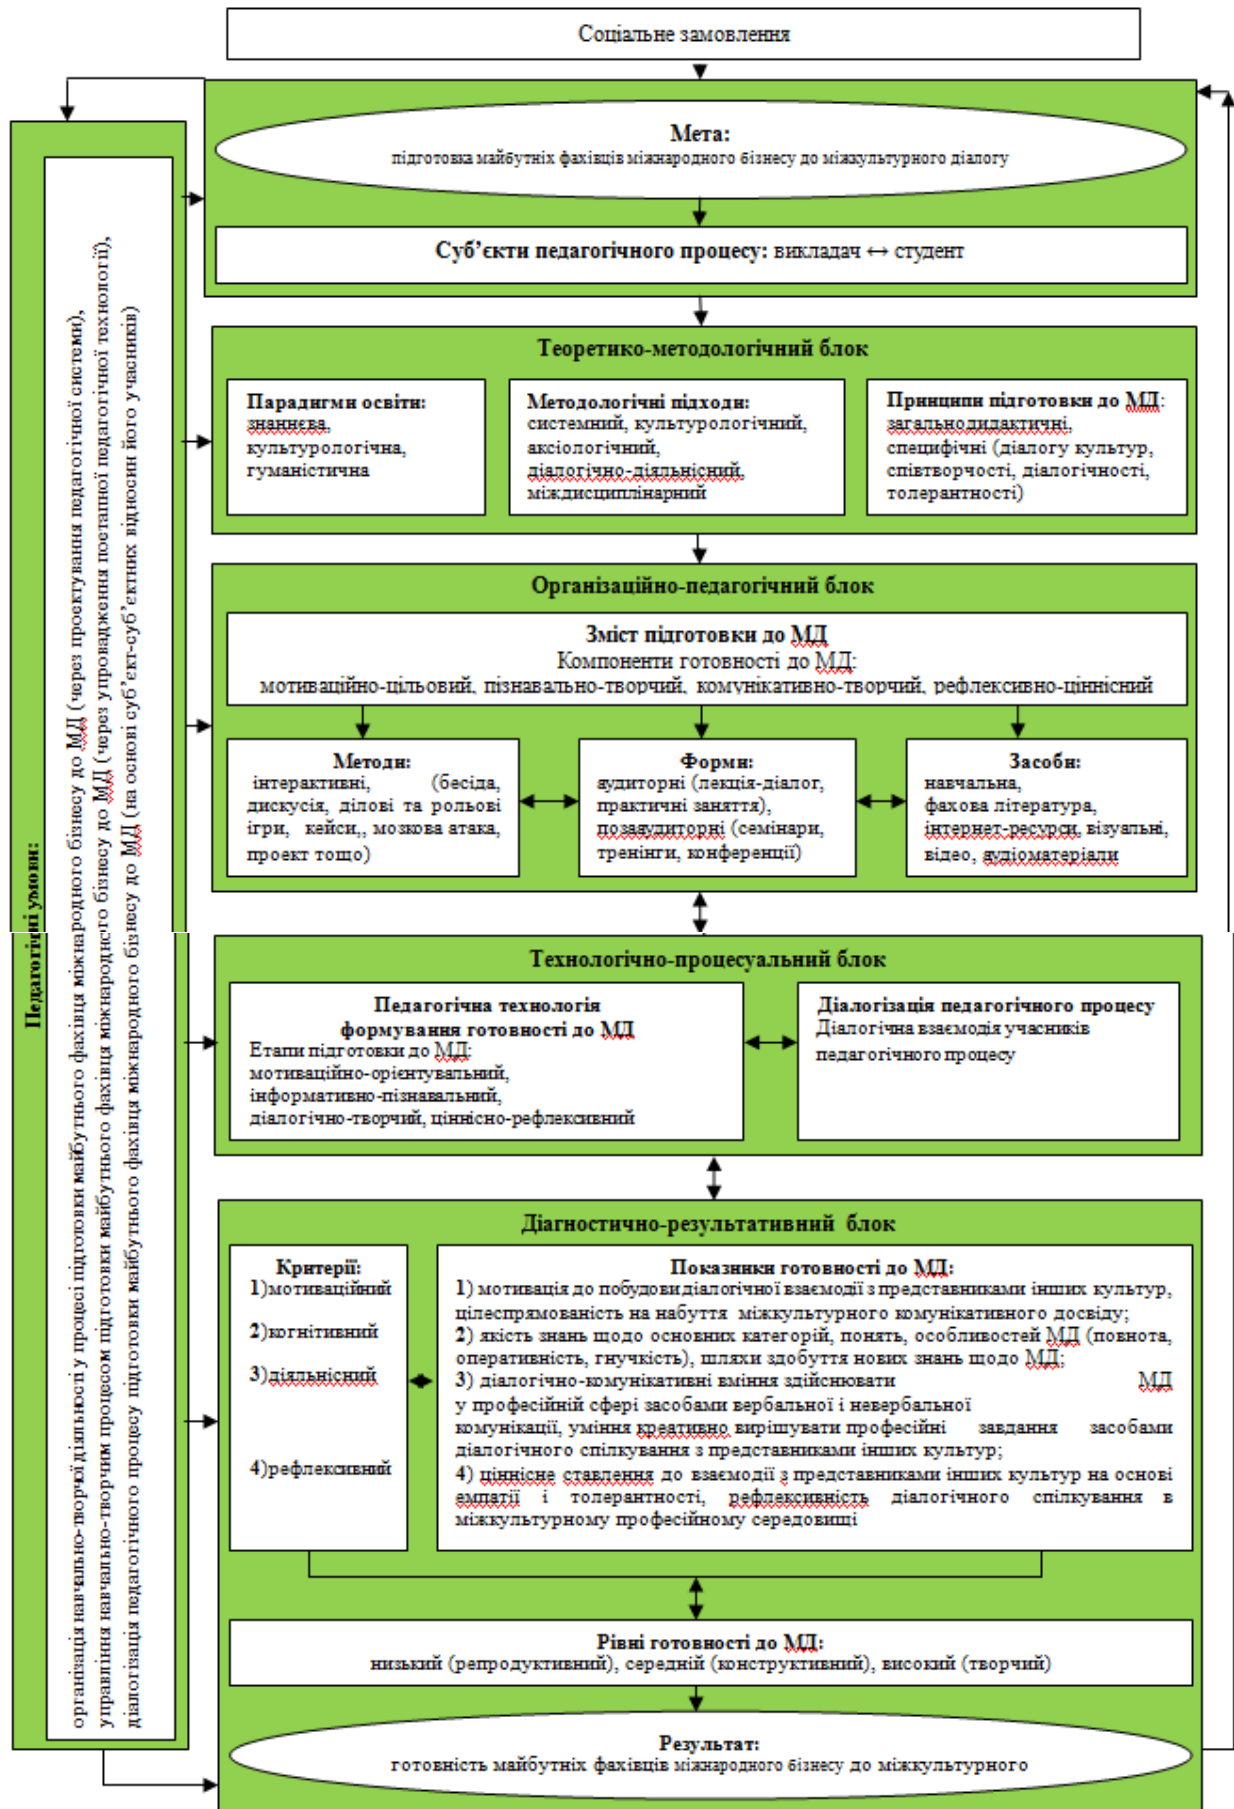 Соціальне замовлення
Мета:
підготовка майбутніх фахівців міжнародного бізнесу до міжкультурного діалогу
Суб’єкти педагогічного процесу: викладач ↔ студент
Педагогічні умови:
організація навчально-творчої діяльності у процесі підготовки майбутнього фахівця міжнародного бізнесу до МД (через проектування педагогічної системи),
управління навчально-творчим процесом підготовки майбутнього фахівця міжнародного бізнесу до МД (через упровадження поетапної педагогічної технології),
діалогізація педагогічного процесу підготовки майбутнього фахівця міжнародного бізнесу до МД (на основі суб’єкт-суб’єктних відносин його учасників)
Теоретико-методологічний блок
Парадигми освіти:
знаннєва,
культурологічна,
гуманістична
Методологічні підходи:
системний, культурологічний,
аксіологічний,
діалогічно-діяльнісний,
міждисциплінарний
Принципи підготовки до МД:
загальнодидактичні,
специфічні (діалогу культур,
співтворчості, діалогічності,
толерантності)
Організаційно-педагогічний блок
Зміст підготовки до МД
Компоненти готовності до МД:
мотиваційно-цільовий, пізнавально-творчий, комунікативно-творчий, рефлексивно-ціннісний
Методи:
інтерактивні, (бесіда,
дискусія, ділові та рольові
ігри, кейси,, мозкова атака,
проект тощо)
Форми:
аудиторні (лекція-діалог,
практичні заняття),
позааудиторні (семінари,
тренінги, конференції)
Засоби:
навчальна,
фахова література,
інтернет-ресурси, візуальні,
відео, аудіоматеріали
Технологічно-процесуальний блок
Педагогічна технологія
формування готовності до МД
Етапи підготовки до МД:
мотиваційно-орієнтувальний,
інформативно-пізнавальний,
діалогічно-творчий, ціннісно-рефлексивний
Діалогізація педагогічного процесу
Діалогічна взаємодія учасників
педагогічного процесу
Діагностично-результативний блок
Критерії:
1)мотиваційний
2)когнітивний
3)діяльнісний
4)рефлексивний
Показники готовності до МД:
1) мотивація до побудови діалогічної взаємодії з представниками інших культур,
цілеспрямованість на набуття міжкультурного комунікативного досвіду;
2) якість знань щодо основних категорій, понять, особливостей МД (повнота,
оперативність, гнучкість), шляхи здобуття нових знань щодо МД;
3) діалогічно-комунікативні вміння здійснювати МД
у професійній сфері засобами вербальної і невербальної
комунікації, уміння креативно вирішувати професійні завдання засобами
діалогічного спілкування з представниками інших культур;
4) ціннісне ставлення до взаємодії з представниками інших культур на основі
емпатії і толерантності, рефлексивність діалогічного спілкування в
міжкультурному професійному середовищі
Рівні готовності до МД:
низький (репродуктивний), середній (конструктивний), високий (творчий)
Результат:
готовність майбутніх фахівців міжнародного бізнесу до міжкультурного